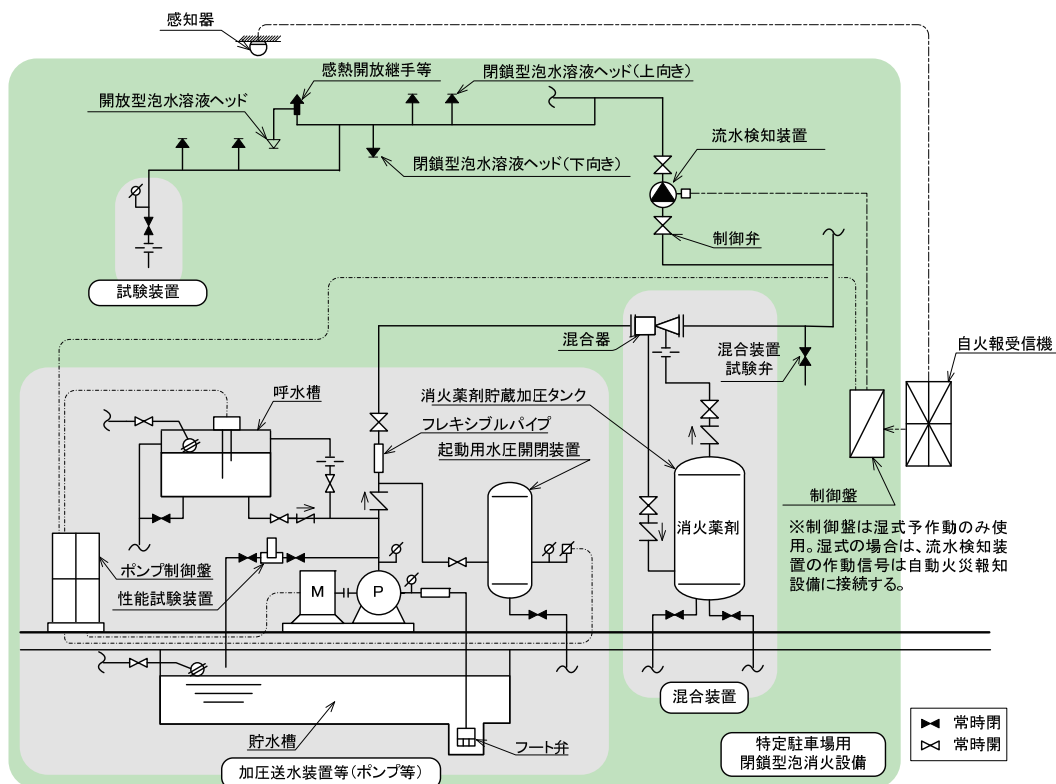 感知器
感熱開放継手等
閉鎖型泡水溶液ヘッド(上向き)
開放型泡水溶液ヘッド
流水検知装置
閉鎖型泡水溶液ヘッド(下向き)
制御弁
試験装置
混合器
混合装置
試験弁
自火報受信機
呼水槽
消火薬剤貯蔵加圧タンク
フレキシブルパイプ
起動用水圧開閉装置
制御盤
消火薬剤
※制御盤は湿式予作動のみ使
用。湿式の場合は、流水検知装
置の作動信号は自動火災報知
設備に接続する。
ポンプ制御盤
性能試験装置
M
P
混合装置
貯水槽
フート弁
加圧送水装置等(ポンプ等)
特定駐車場用
閉鎖型泡消火設備
常時閉
常時開